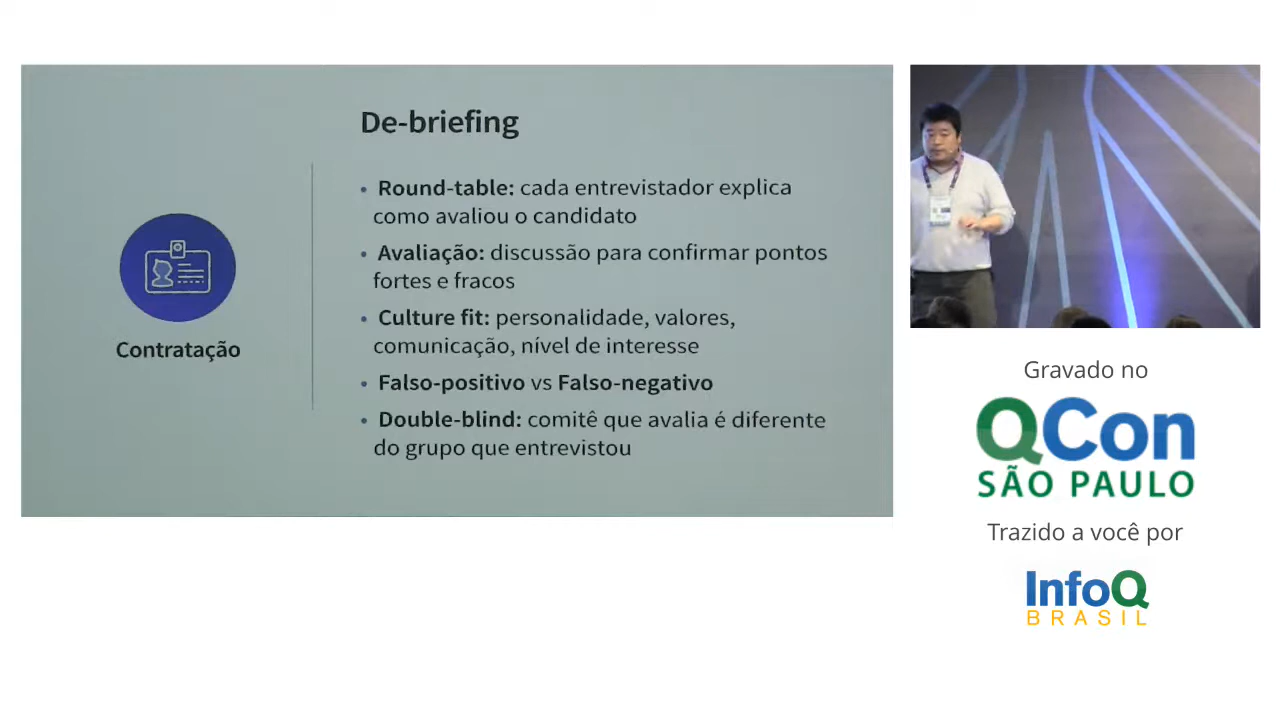 De-briefing
• Round-table: cada entrevistador explica
como avaliou o candidato
• Avaliação: discussão para confirmar pontos
fortes e fracos
• Culture fit: personalidade, valores,
comunicação, nível de interesse
• Falso-positivo vs Falso-negativo
• Double-blind: comitê que avalia é diferente
do grupo que entrevistou
Contratação
Gravado no
QCon
SÃO PAULO
Trazido a você por
InfoQ
BRASIL